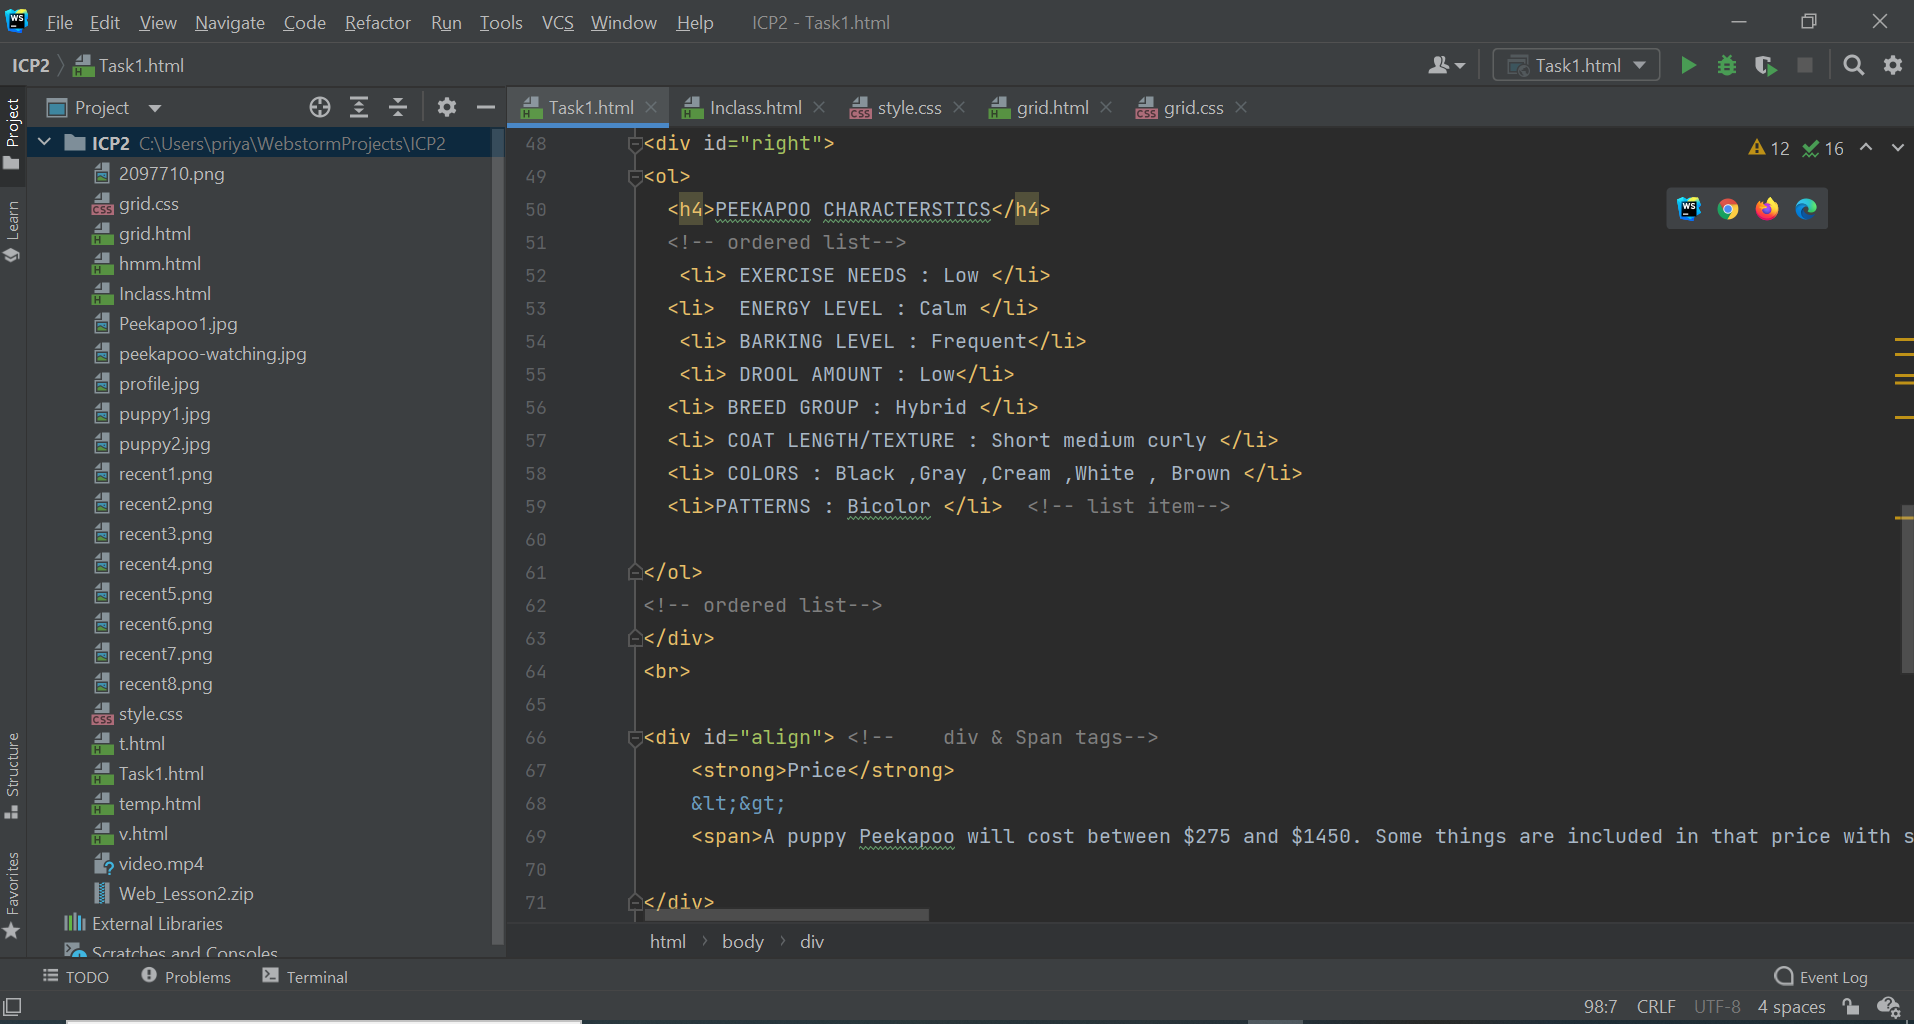 WS File Edit View Navigate Code Refactor Run Tools VCS Window Help ICP2 - Task1.html
ICP2 Task1.html Task1.html
Project Task1.html Inclass.html style.css grid.html grid.css
Project
Learn
Structure
Favorites
ICP2 C:\Users\priya\WebstormProjects\ICP2
2097710.png
grid.css
grid.html
hmm.html
Inclass.html
Peekapoo1.jpg
peekapoo-watching.jpg
profile.jpg
puppy1.jpg
puppy2.jpg
recent1.png
recent2.png
recent3.png
recent4.png
recent5.png
recent6.png
recent7.png
recent8.png
style.css
t.html
Task1.html
temp.html
v.html
video.mp4
Web_Lesson2.zip
External Libraries
Scratches and Consoles
12 16
48 <div id="right">
49 <ol>
50 <h4>PEEKAPOO CHARACTERSTICS</h4>
51 <!-- ordered list-->
52 <li> EXERCISE NEEDS : Low </li>
53 <li>  ENERGY LEVEL : Calm </li>
54 <li> BARKING LEVEL : Frequent</li>
55 <li> DROOL AMOUNT : Low</li>
56 <li> BREED GROUP : Hybrid </li>
57 <li> COAT LENGTH/TEXTURE : Short medium curly </li>
58 <li> COLORS : Black ,Gray ,Cream ,White , Brown </li>
59 <li>PATTERNS : Bicolor </li>  <!-- list item-->
60
61 </ol>
62 <!-- ordered list-->
63 </div>
64 <br>
65
66 <div id="align"> <!--    div & Span tags-->
67 <strong>Price</strong>
68 &lt;&gt;
69 <span>A puppy Peekapoo will cost between $275 and $1450. Some things are included in that price with s
70
71 </div>
html body div
TODO Problems Terminal Event Log
98:7 CRLF UTF-8 4 spaces